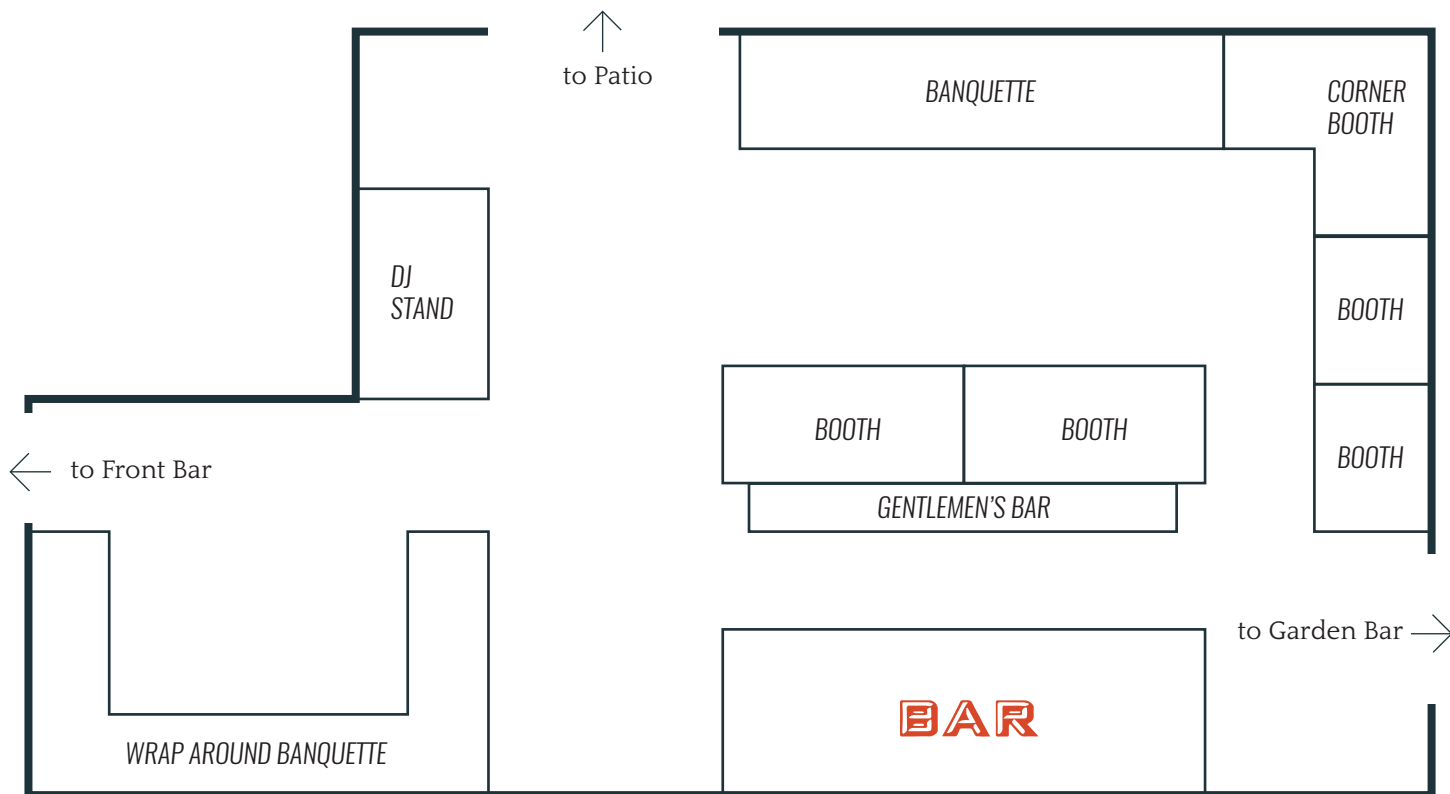 to Patio
BANQUETTE
CORNER
BOOTH
DJ
STAND
BOOTH
BOOTH
BOOTH
BOOTH
to Front Bar
GENTLEMEN'S BAR
to Garden Bar
BAR
WRAP AROUND BANQUETTE